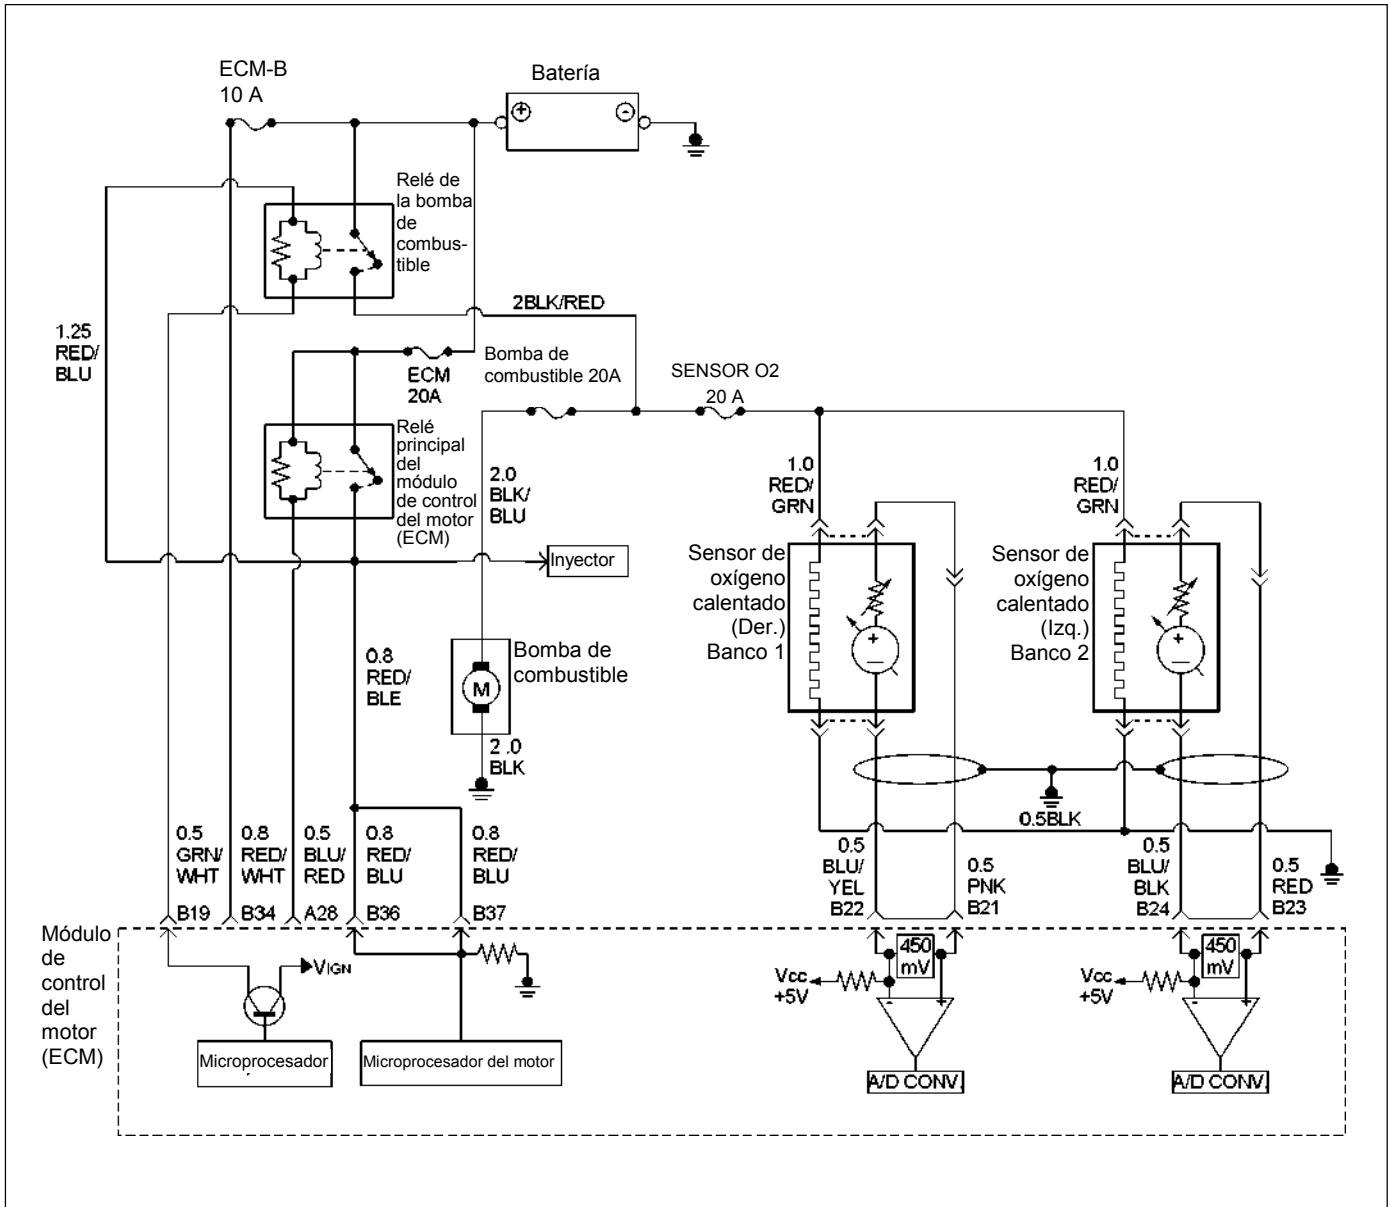 ECM-B
10 A
Batería
+
-
Relé de
la bomba
de
combus-
tible
1.25
RED/
BLU
2BLK/RED
ECM
20A
Bomba de
combustible 20A
SENSOR O2
20 A
Relé
principal
del
módulo
de control
del motor
(ECM)
2.0
BLK/
BLU
1.0
RED/
GRN
1.0
RED/
GRN
Inyector
Sensor de
oxígeno
calentado
(Der.)
Banco 1
+
-
Sensor de
oxígeno
calentado
(Izq.)
Banco 2
+
-
0.8
RED/
BLE
Bomba de
combustible
M
2.0
BLK
0.5BLK
0.5
GRN/
WHT
B19
0.8
RED/
WHT
B34
0.5
BLU/
RED
A28
0.8
RED/
BLU
B36
0.8
RED/
BLU
B37
0.5
BLU/
YEL
B22
0.5
PNK
B21
0.5
BLU/
BLK
B24
0.5
RED
B23
Módulo
de
control
del
motor
(ECM)
VIGN
Microprocesador
Microprocesador del motor
450
mV
Vcc
+5V
-
+
A/D CONV.
450
mV
Vcc
+5V
-
+
A/D CONV.